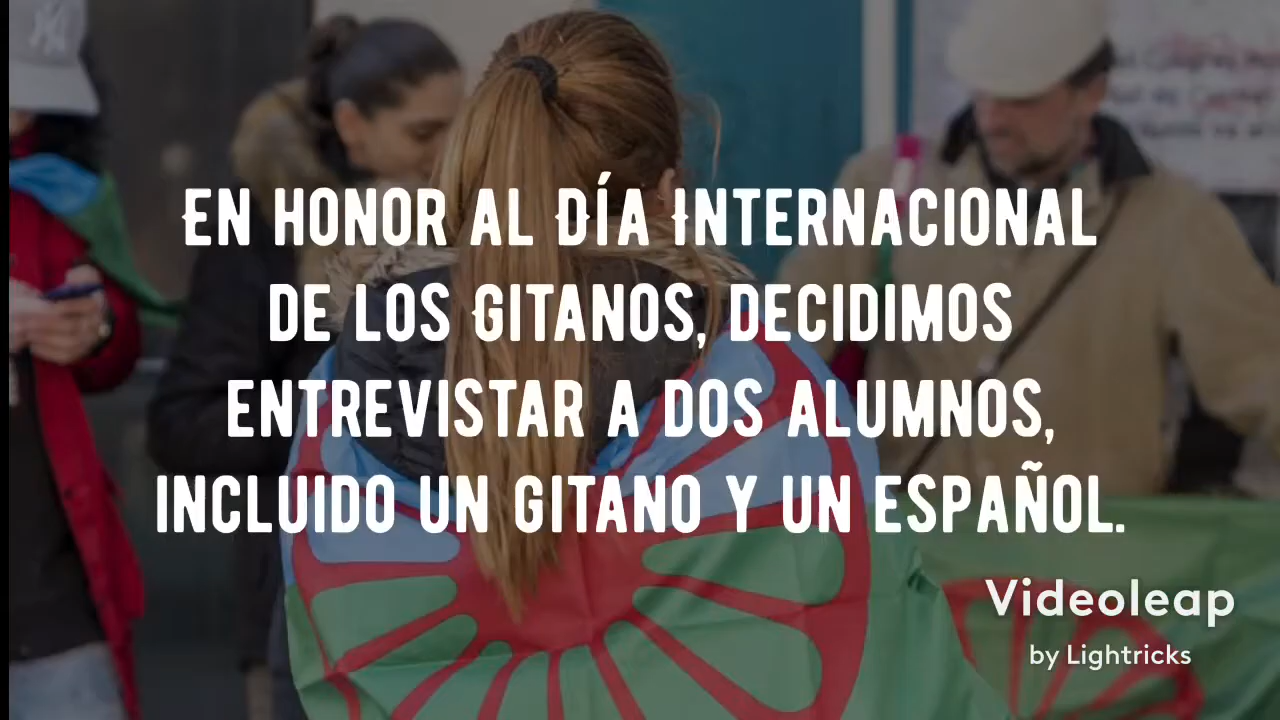 EN HONOR AL DÍA INTERNACIONAL
DE LOS GITANOS, DECIDIMOS
ENTREVISTAR A DOS ALUMNOS,
INCLUIDO UN GITANO Y UN ESPAÑOL.
Videoleap
by Lightricks